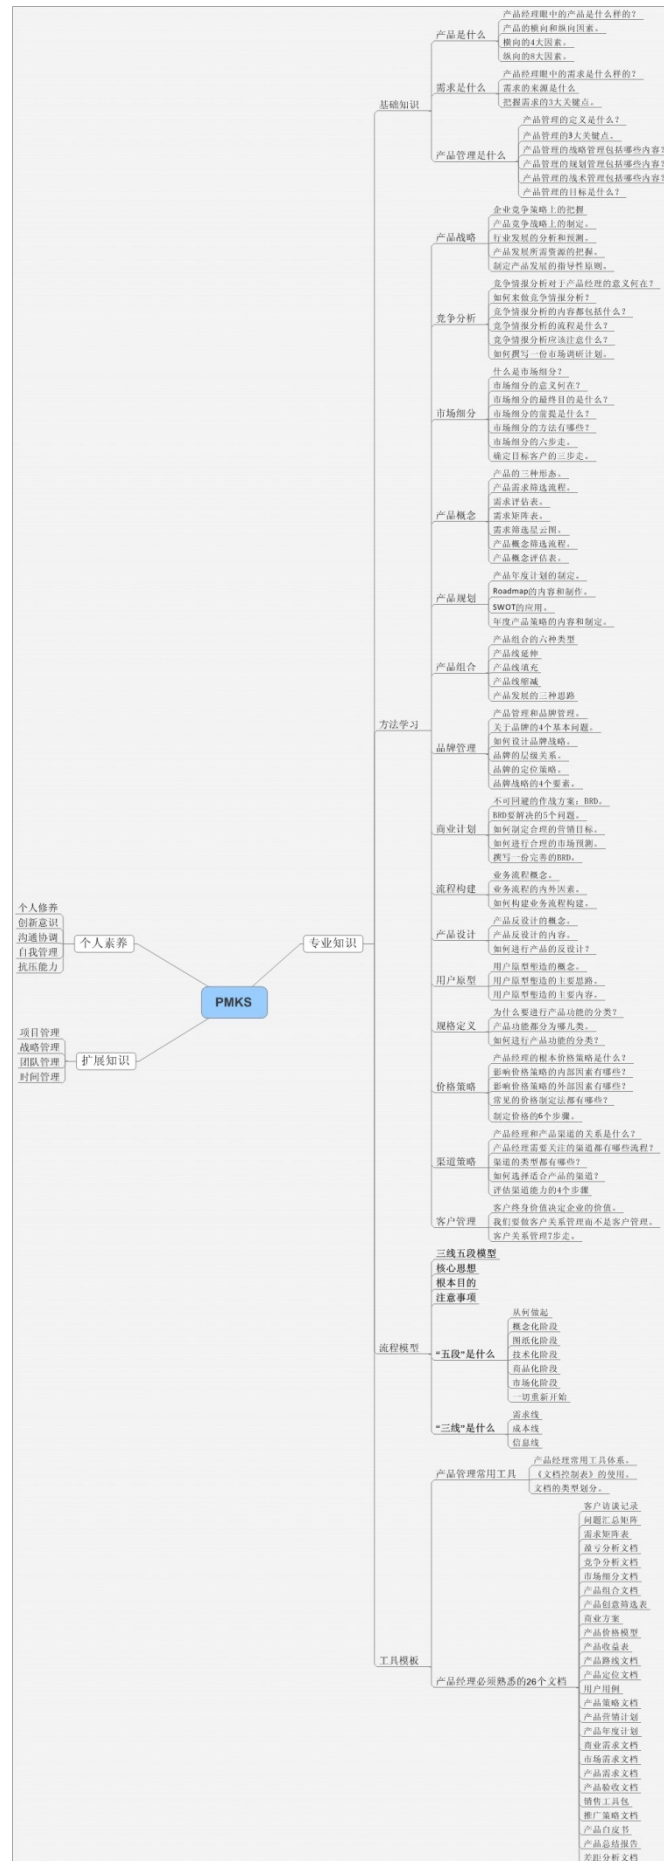 PMKS
个人素养
个人修养
创新意识
沟通协调
自我管理
抗压能力
扩展知识
项目管理
战略管理
团队管理
时间管理
专业知识
基础知识
产品是什么
产品经理眼中的产品是什么样的？
产品的横向和纵向因素。
横向的4大因素。
纵向的8大因素。
需求是什么
产品经理眼中的需求是什么样的？
需求的来源是什么
把握需求的3大关键点。
产品管理是什么
产品管理的定义是什么？
产品管理的3大关键点。
产品管理的战略管理包括哪些内容？
产品管理的规划管理包括哪些内容？
产品管理的战术管理包括哪些内容？
产品管理的目标是什么？
方法学习
产品战略
企业竞争策略上的把握
产品竞争战略上的制定。
行业发展的分析和预测。
产品发展所需资源的把握。
制定产品发展的指导性原则。
竞争分析
竞争情报分析对于产品经理的意义何在？
如何来做竞争情报分析？
竞争情报分析的内容都包括什么？
竞争情报分析的流程是什么？
竞争情报分析应该注意什么？
如何撰写一份市场调研计划。
市场细分
什么是市场细分？
市场细分的意义何在？
市场细分的最终目的是什么？
市场细分的前提是什么？
市场细分的方法有哪些？
市场细分的六步走。
确定目标客户的三步走。
产品概念
产品的三种形态。
产品需求筛选流程。
需求评估表。
需求矩阵表。
需求筛选星云图。
产品概念筛选流程。
产品概念评估表。
产品规划
产品年度计划的制定。
Roadmap的内容和制作。
SWOT的应用。
年度产品策略的内容和制定。
产品组合
产品组合的六种类型
产品线延伸
产品线填充
产品线缩减
产品发展的三种思路
品牌管理
产品管理和品牌管理。
关于品牌的4个基本问题。
如何设计品牌战略。
品牌的层级关系。
品牌的定位策略。
品牌战略的4个要素。
商业计划
不可回避的作战方案：BRD。
BRD要解决的5个问题。
如何制定合理的营销目标。
如何进行合理的市场预测。
撰写一份完善的BRD。
流程构建
业务流程概念。
业务流程的内外因素。
如何构建业务流程构建。
产品设计
产品反设计的概念。
产品反设计的内容。
如何进行产品的反设计？
用户原型
用户原型塑造的概念。
用户原型塑造的主要思路。
用户原型塑造的主要内容。
规格定义
为什么要进行产品功能的分类？
产品功能都分为哪几类。
如何进行产品功能的分类？
价格策略
产品经理的根本价格策略是什么？
影响价格策略的内部因素有哪些？
影响价格策略的外部因素有哪些？
常见的价格制定法都有哪些？
制定价格的6个步骤。
渠道策略
产品经理和产品渠道的关系是什么？
产品经理需要关注的渠道都有哪些流程？
渠道的类型都有哪些？
如何选择适合产品的渠道？
评估渠道能力的4个步骤
客户管理
客户终身价值决定企业的价值。
我们要做客户关系管理而不是客户管理。
客户关系管理7步走。
流程模型
三线五段模型
核心思想
根本目的
注意事项
“五段”是什么
从何做起
概念化阶段
图纸化阶段
技术化阶段
商品化阶段
市场化阶段
一切重新开始
“三线”是什么
需求线
成本线
信息线
工具模板
产品管理常用工具
产品经理常用工具体系。
《文档控制表》的使用。
文档的类型划分。
产品经理必须熟悉的26个文档
客户访谈记录
问题汇总矩阵
需求矩阵表
盈亏分析文档
竞争分析文档
市场细分文档
产品组合文档
产品创意筛选表
商业方案
产品价格模型
产品收益表
产品路线文档
产品定位文档
用户用例
产品策略文档
产品营销计划
产品年度计划
商业需求文档
市场需求文档
产品需求文档
产品验收文档
销售工具包
推广策略文档
产品白皮书
产品总结报告
差距分析文档